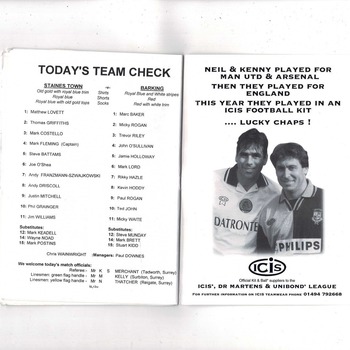 TODAY'S TEAM CHECK
STAINES TOWN BARKING
Old gold with royal blue trim Shirts Royal Blue and White stripes
Royal blue Shorts Red
Royal blue with old gold tops Socks Red with white trim
1. Matthew LOVETT 1. Marc BAKER
2. Thomas GRIFFITHS 2. Micky ROGAN
3. Mark COSTELLO 3. Trevor RILEY
4. Mark FLEMING (Captain) 4. John O'SULLIVAN
5. Steve BATTAMS 5. Jamie HOLLOWAY
6. Joe O'Shea 6. Mark LORD
7. Andy FRANZMANN-SZWAJKOWSKI 7. Rikky HAZLE
8. Andy DRISCOLL 8. Kevin HODDY
9. Justin MITCHELL 9. Paul ROGAN
10. Phil GRAINGER 10. Ted JOHN
11. Jim WILLIAMS 11. Micky WAITE
Substitutes: Substitutes:
12. Mark KEADELL 12. Steve MUNDAY
14. Wayne NOAD 14. Mark BRETT
15. Mark POSTINS 15. Stuart KIDD
Chris WAINWRIGHT (Managers) Paul DOWNES
We welcome today's match officials:
Referee : Mr K S MERCHANT (Tadworth, Surrey)
Linesmen: green flag handle : Mr M KELLY (Surbiton, Surrey)
Linesmen: yellow flag handle : Mr N THATCHER (Reigate, Surrey)
NEIL & KENNY PLAYED FOR
MAN UTD & ARSENAL
THEN THEY PLAYED FOR
ENGLAND
THIS YEAR THEY PLAYED IN AN
ICIS FOOTBALL KIT
.... LUCKY CHAPS !
DATRONTE
PHILIPS
icis
Official Kit & Ball suppliers to the
ICIS', DR MARTENS & UNIBOND' LEAGUE
FOR FURTHER INFORMATION ON ICIS TEAMWEAR PHONE 01494 792668